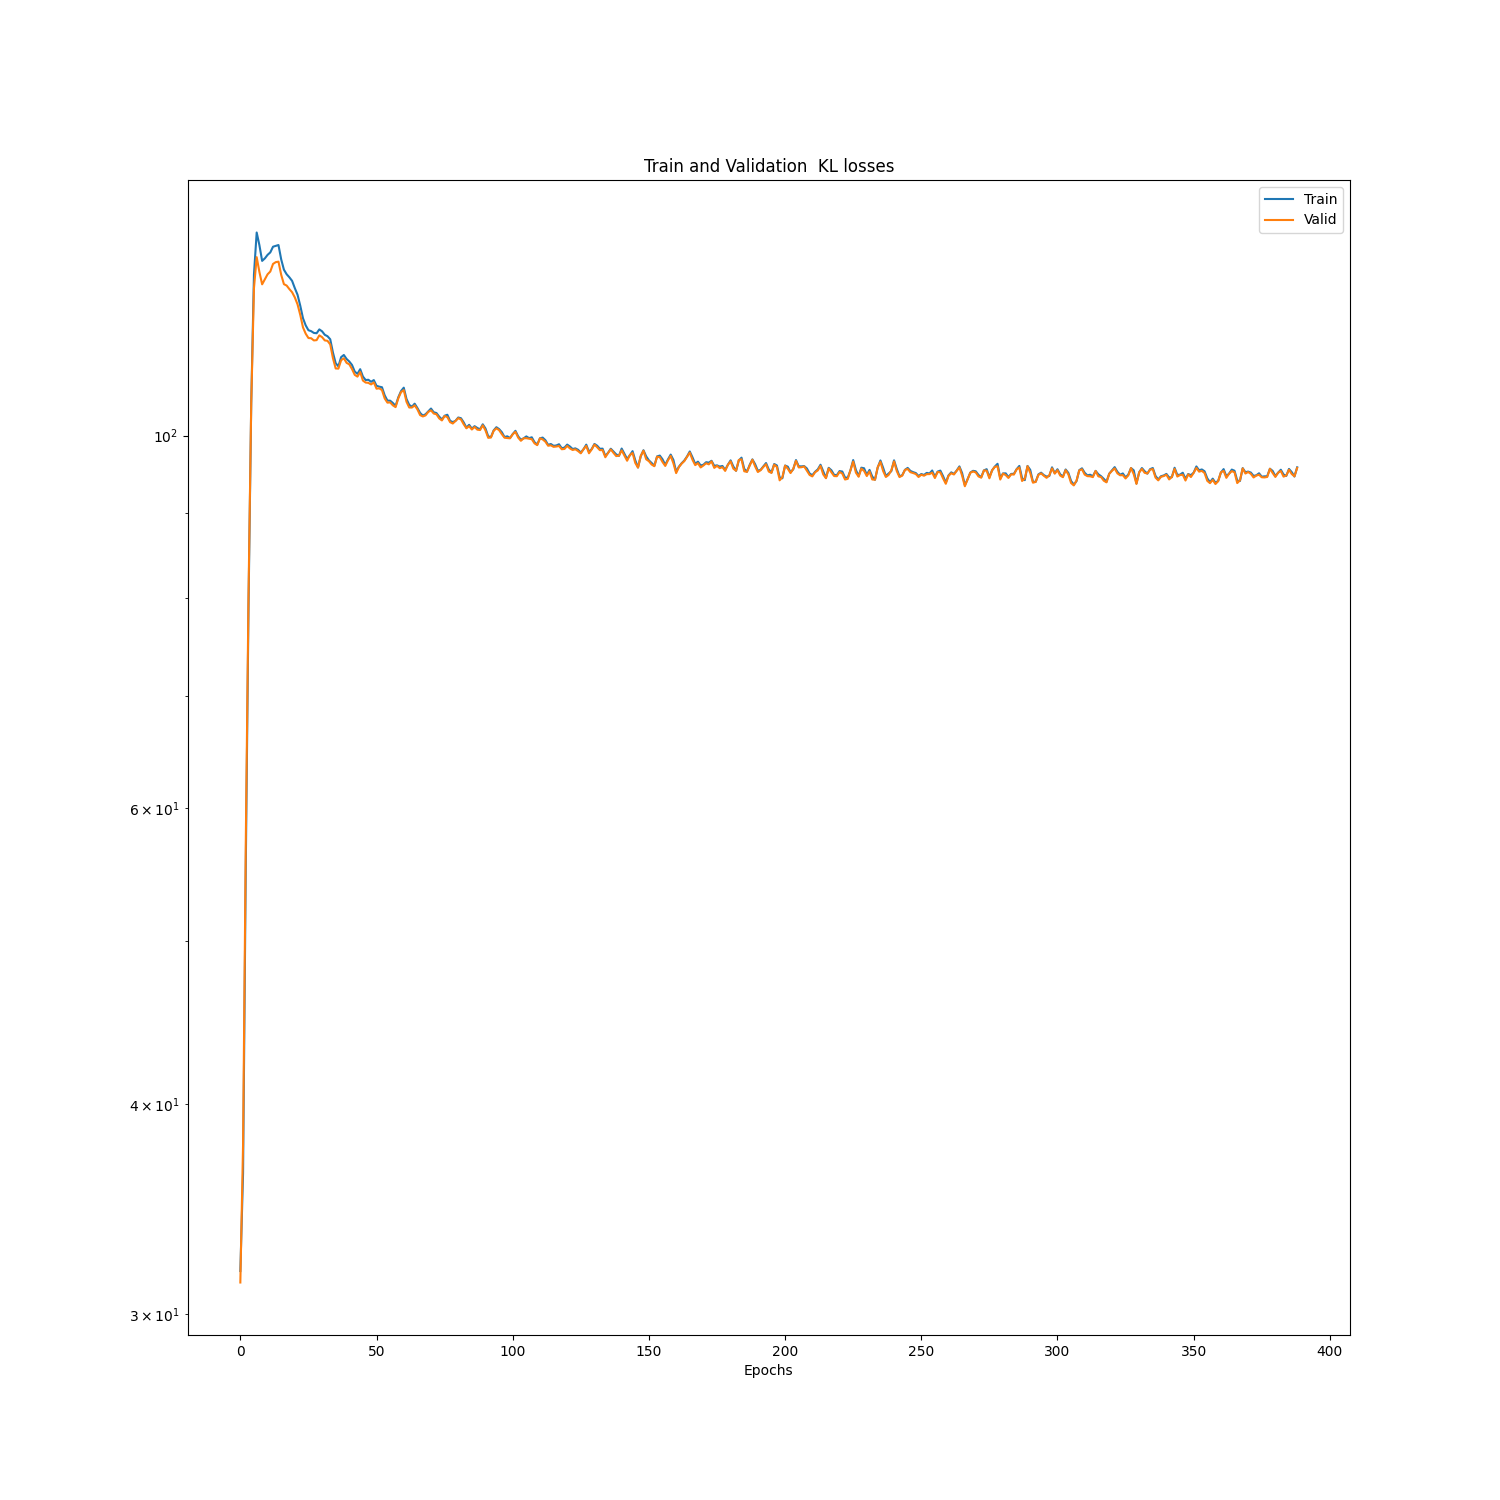 Train and Validation  KL losses
Train
Valid
10²
6 × 10¹
4 × 10¹
3 × 10¹
0 50 100 150 200 250 300 350 400
Epochs